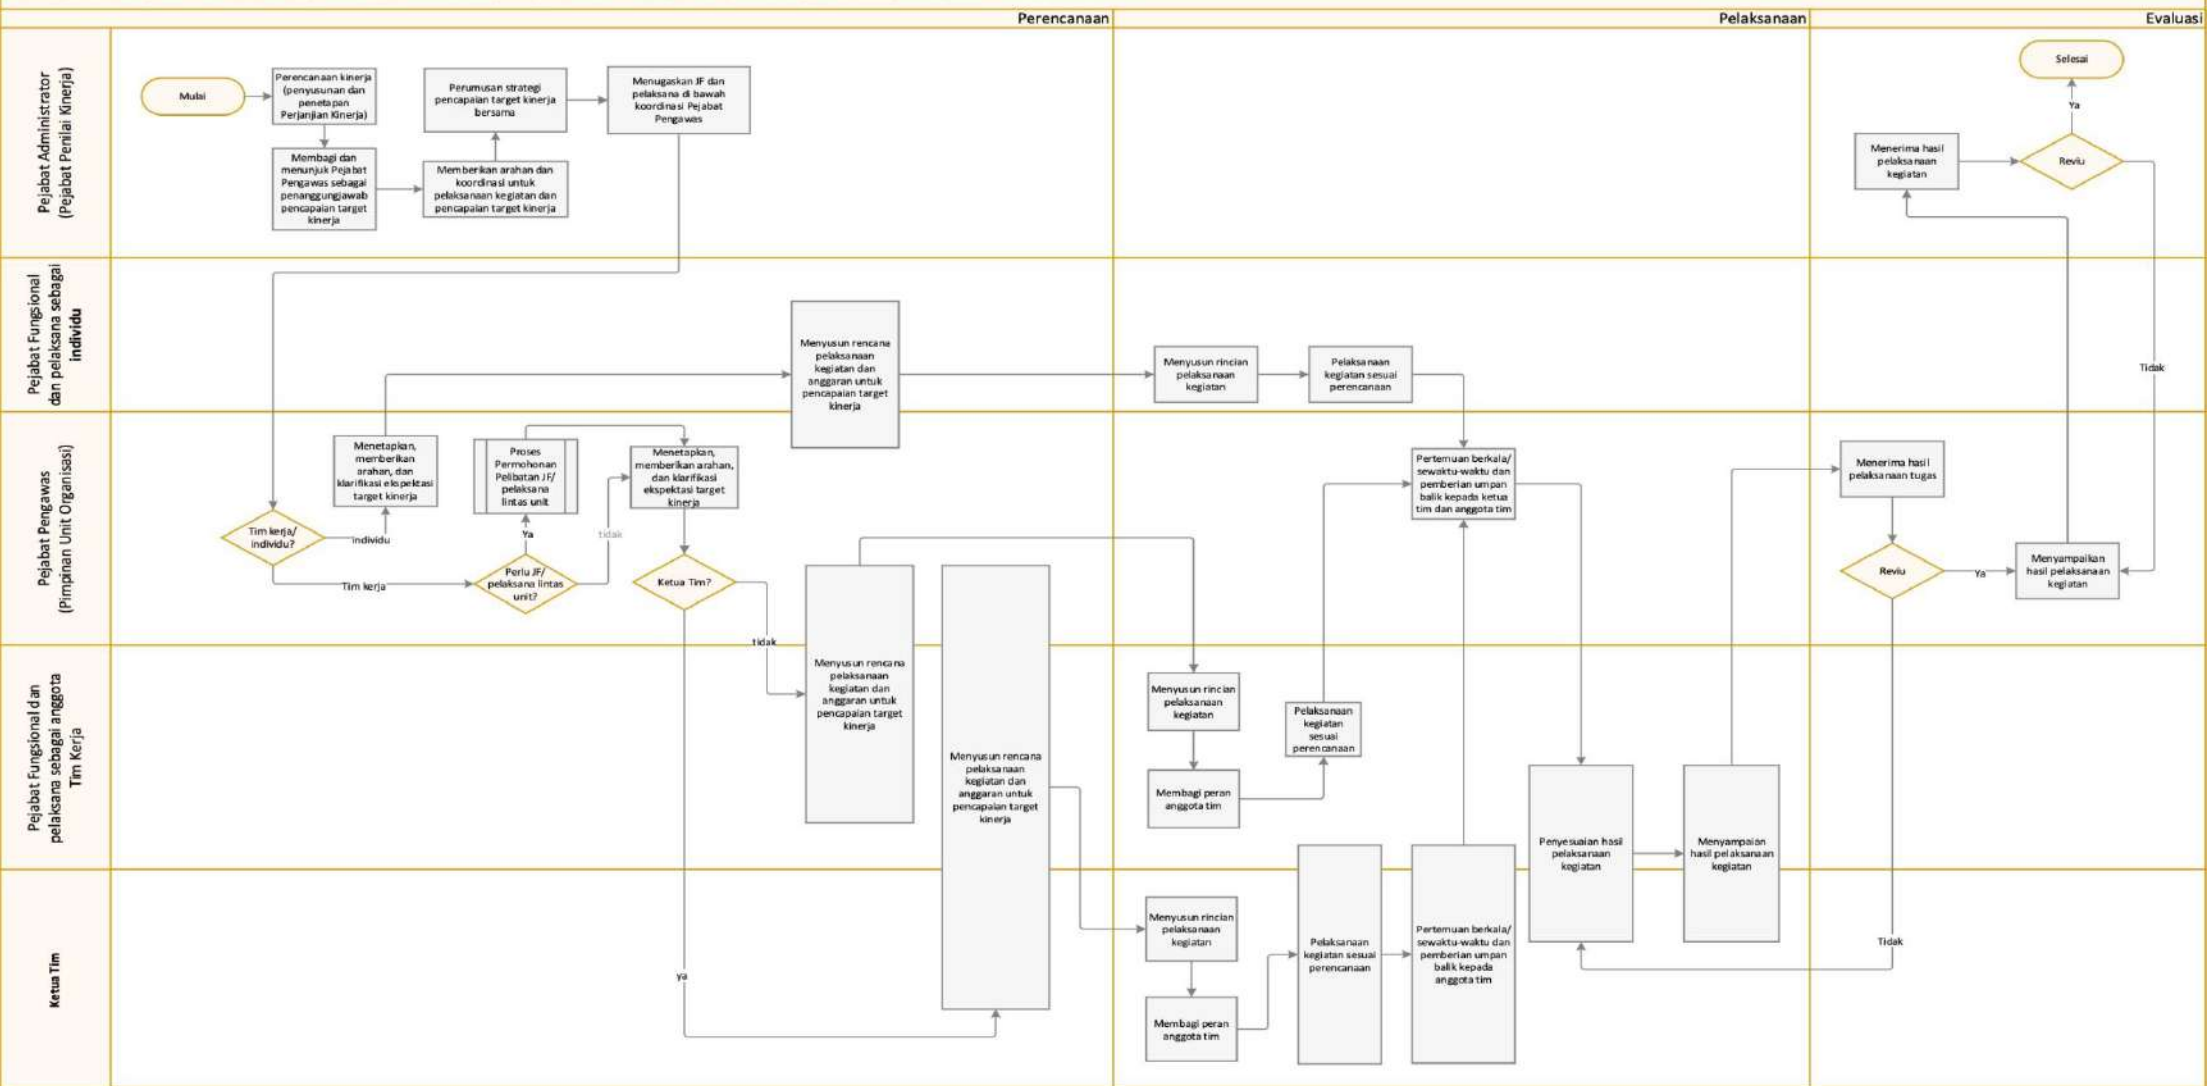 Perencanaan
Pelaksanaan
Evaluasi
Pejabat Administrator
(Pejabat Penilai Kinerja)
Mulai
Perencanaan kinerja
(penyusunan dan
penetapan
Perjanjian Kinerja)
Membagi dan
menunjuk Pejabat
Pengawas sebagai
penanggungjawab
pencapaian target
kinerja
Memberikan arahan dan
koordinasi untuk
pelaksanaan kegiatan dan
pencapaian target kinerja
Perumusan strategi
pencapaian target kinerja
bersama
Menugaskan JF dan
pelaksana di bawah
koordinasi Pejabat
Pengawas
Selesai
Ya
Menerima hasil
pelaksanaan
kegiatan
Reviu
Tidak
Pejabat Fungsional
dan pelaksana sebagai
individu
Menyusun rencana
pelaksanaan
kegiatan dan
anggaran untuk
pencapaian target
kinerja
Menyusun rincian
pelaksanaan
kegiatan
Pelaksanaan
kegiatan sesuai
perencanaan
Pejabat Pengawas
(Pimpinan Unit Organisasi)
Tim kerja/
individu?
individu
Tim kerja
Menetapkan,
memberikan
arahan, dan
klarifikasi ekspektasi
target kinerja
Proses
Permohonan
Pelibatan JF/
pelaksana
lintas unit
Ya
Perlu JF/
pelaksana lintas
unit?
tidak
Menetapkan,
memberikan arahan,
dan klarifikasi
ekspektasi target
kinerja
Ketua Tim?
tidak
ya
Pertemuan berkala/
sewaktu-waktu dan
pemberian umpan
balik kepada ketua
tim dan anggota tim
Menerima hasil
pelaksanaan tugas
Reviu
Ya
Menyampaikan
hasil pelaksanaan
kegiatan
Tidak
Pejabat Fungsional dan
pelaksana sebagai anggota
Tim Kerja
Menyusun rencana
pelaksanaan
kegiatan dan
anggaran untuk
pencapaian target
kinerja
Menyusun rencana
pelaksanaan
kegiatan dan
anggaran untuk
pencapaian target
kinerja
Menyusun rincian
pelaksanaan
kegiatan
Membagi peran
anggota tim
Pelaksanaan
kegiatan
sesuai
perencanaan
Penyesuaian hasil
pelaksanaan
kegiatan
Menyampaian
hasil pelaksanaan
kegiatan
Ketua Tim
Menyusun rincian
pelaksanaan
kegiatan
Membagi peran
anggota tim
Pelaksanaan
kegiatan sesuai
perencanaan
Pertemuan berkala/
sewaktu-waktu dan
pemberian umpan
balik kepada
anggota tim